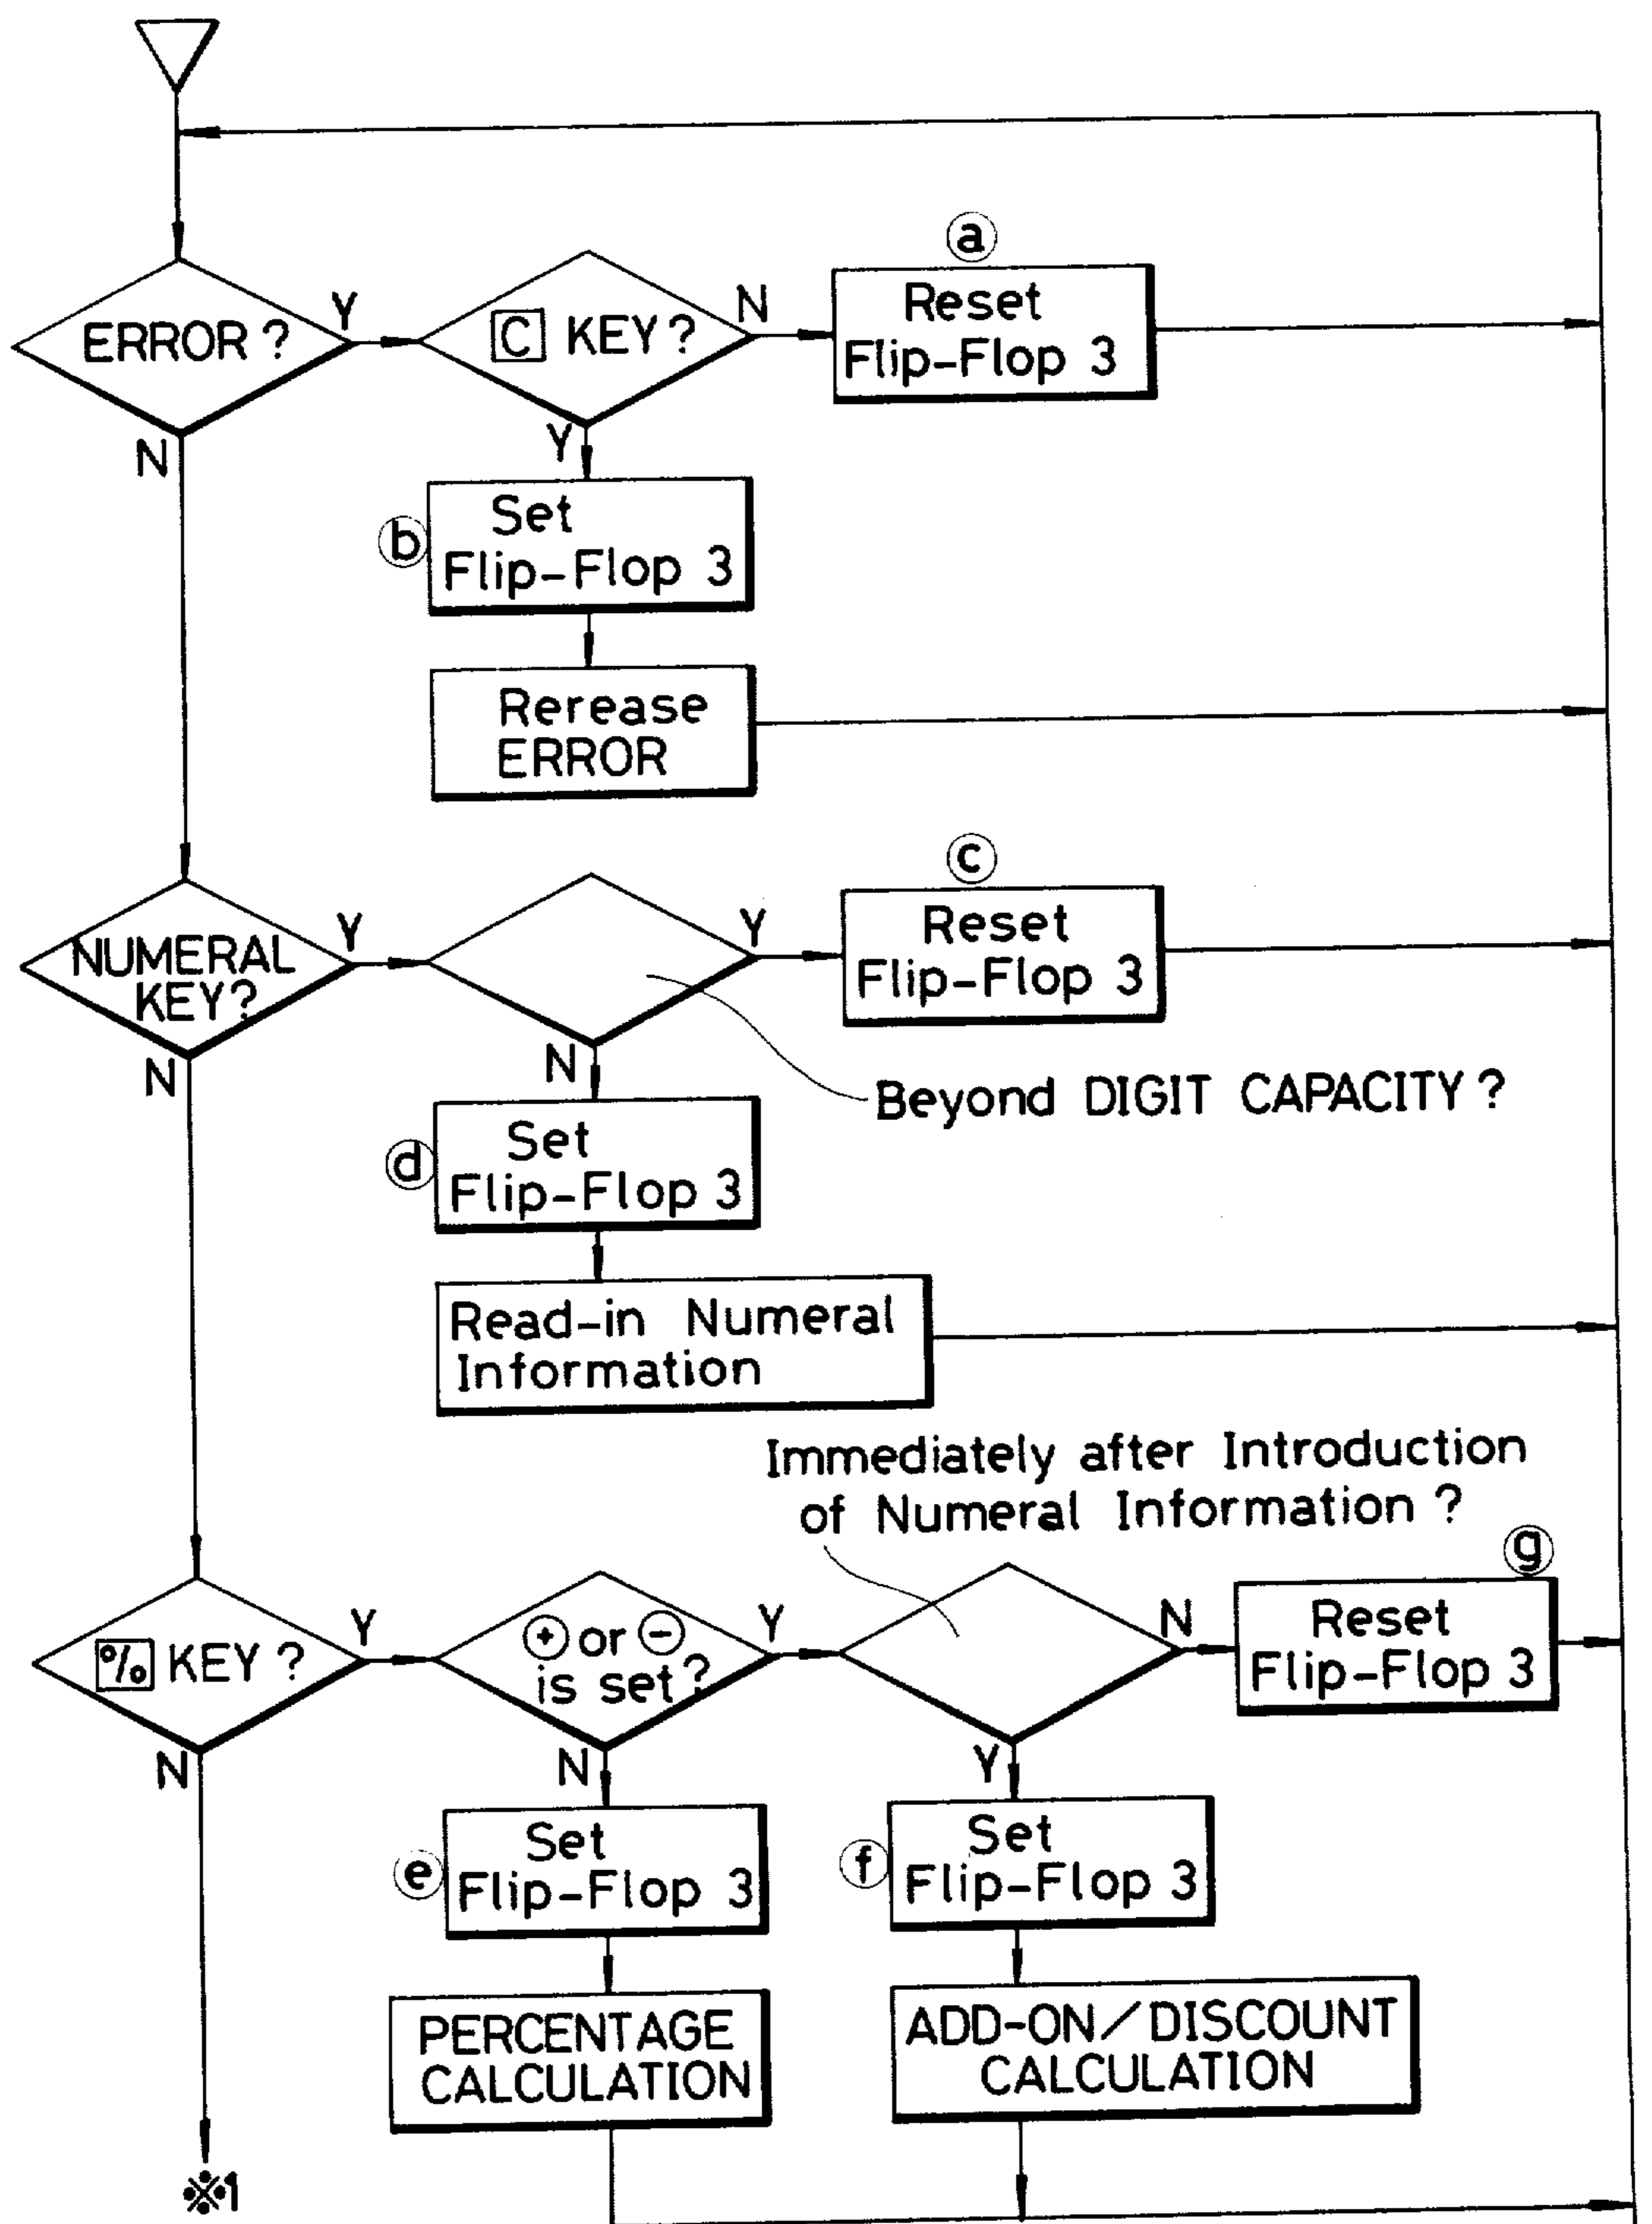 ⓐ
ERROR ?
Y
C KEY ?
N
Reset
Flip-Flop 3
N
Y
ⓑ
Set
Flip-Flop 3
Rerease
ERROR
ⓒ
NUMERAL
KEY?
Y
Y
Reset
Flip-Flop 3
N
N
Beyond DIGIT CAPACITY ?
ⓓ
Set
Flip-Flop 3
Read-in Numeral
Information
Immediately after Introduction
of Numeral Information ?
ⓖ
% KEY ?
Y
⊕ or ⊖
is set ?
Y
N
Reset
Flip-Flop 3
N
N
Y
ⓔ
Set
Flip-Flop 3
ⓕ
Set
Flip-Flop 3
PERCENTAGE
CALCULATION
ADD-ON/DISCOUNT
CALCULATION
※1